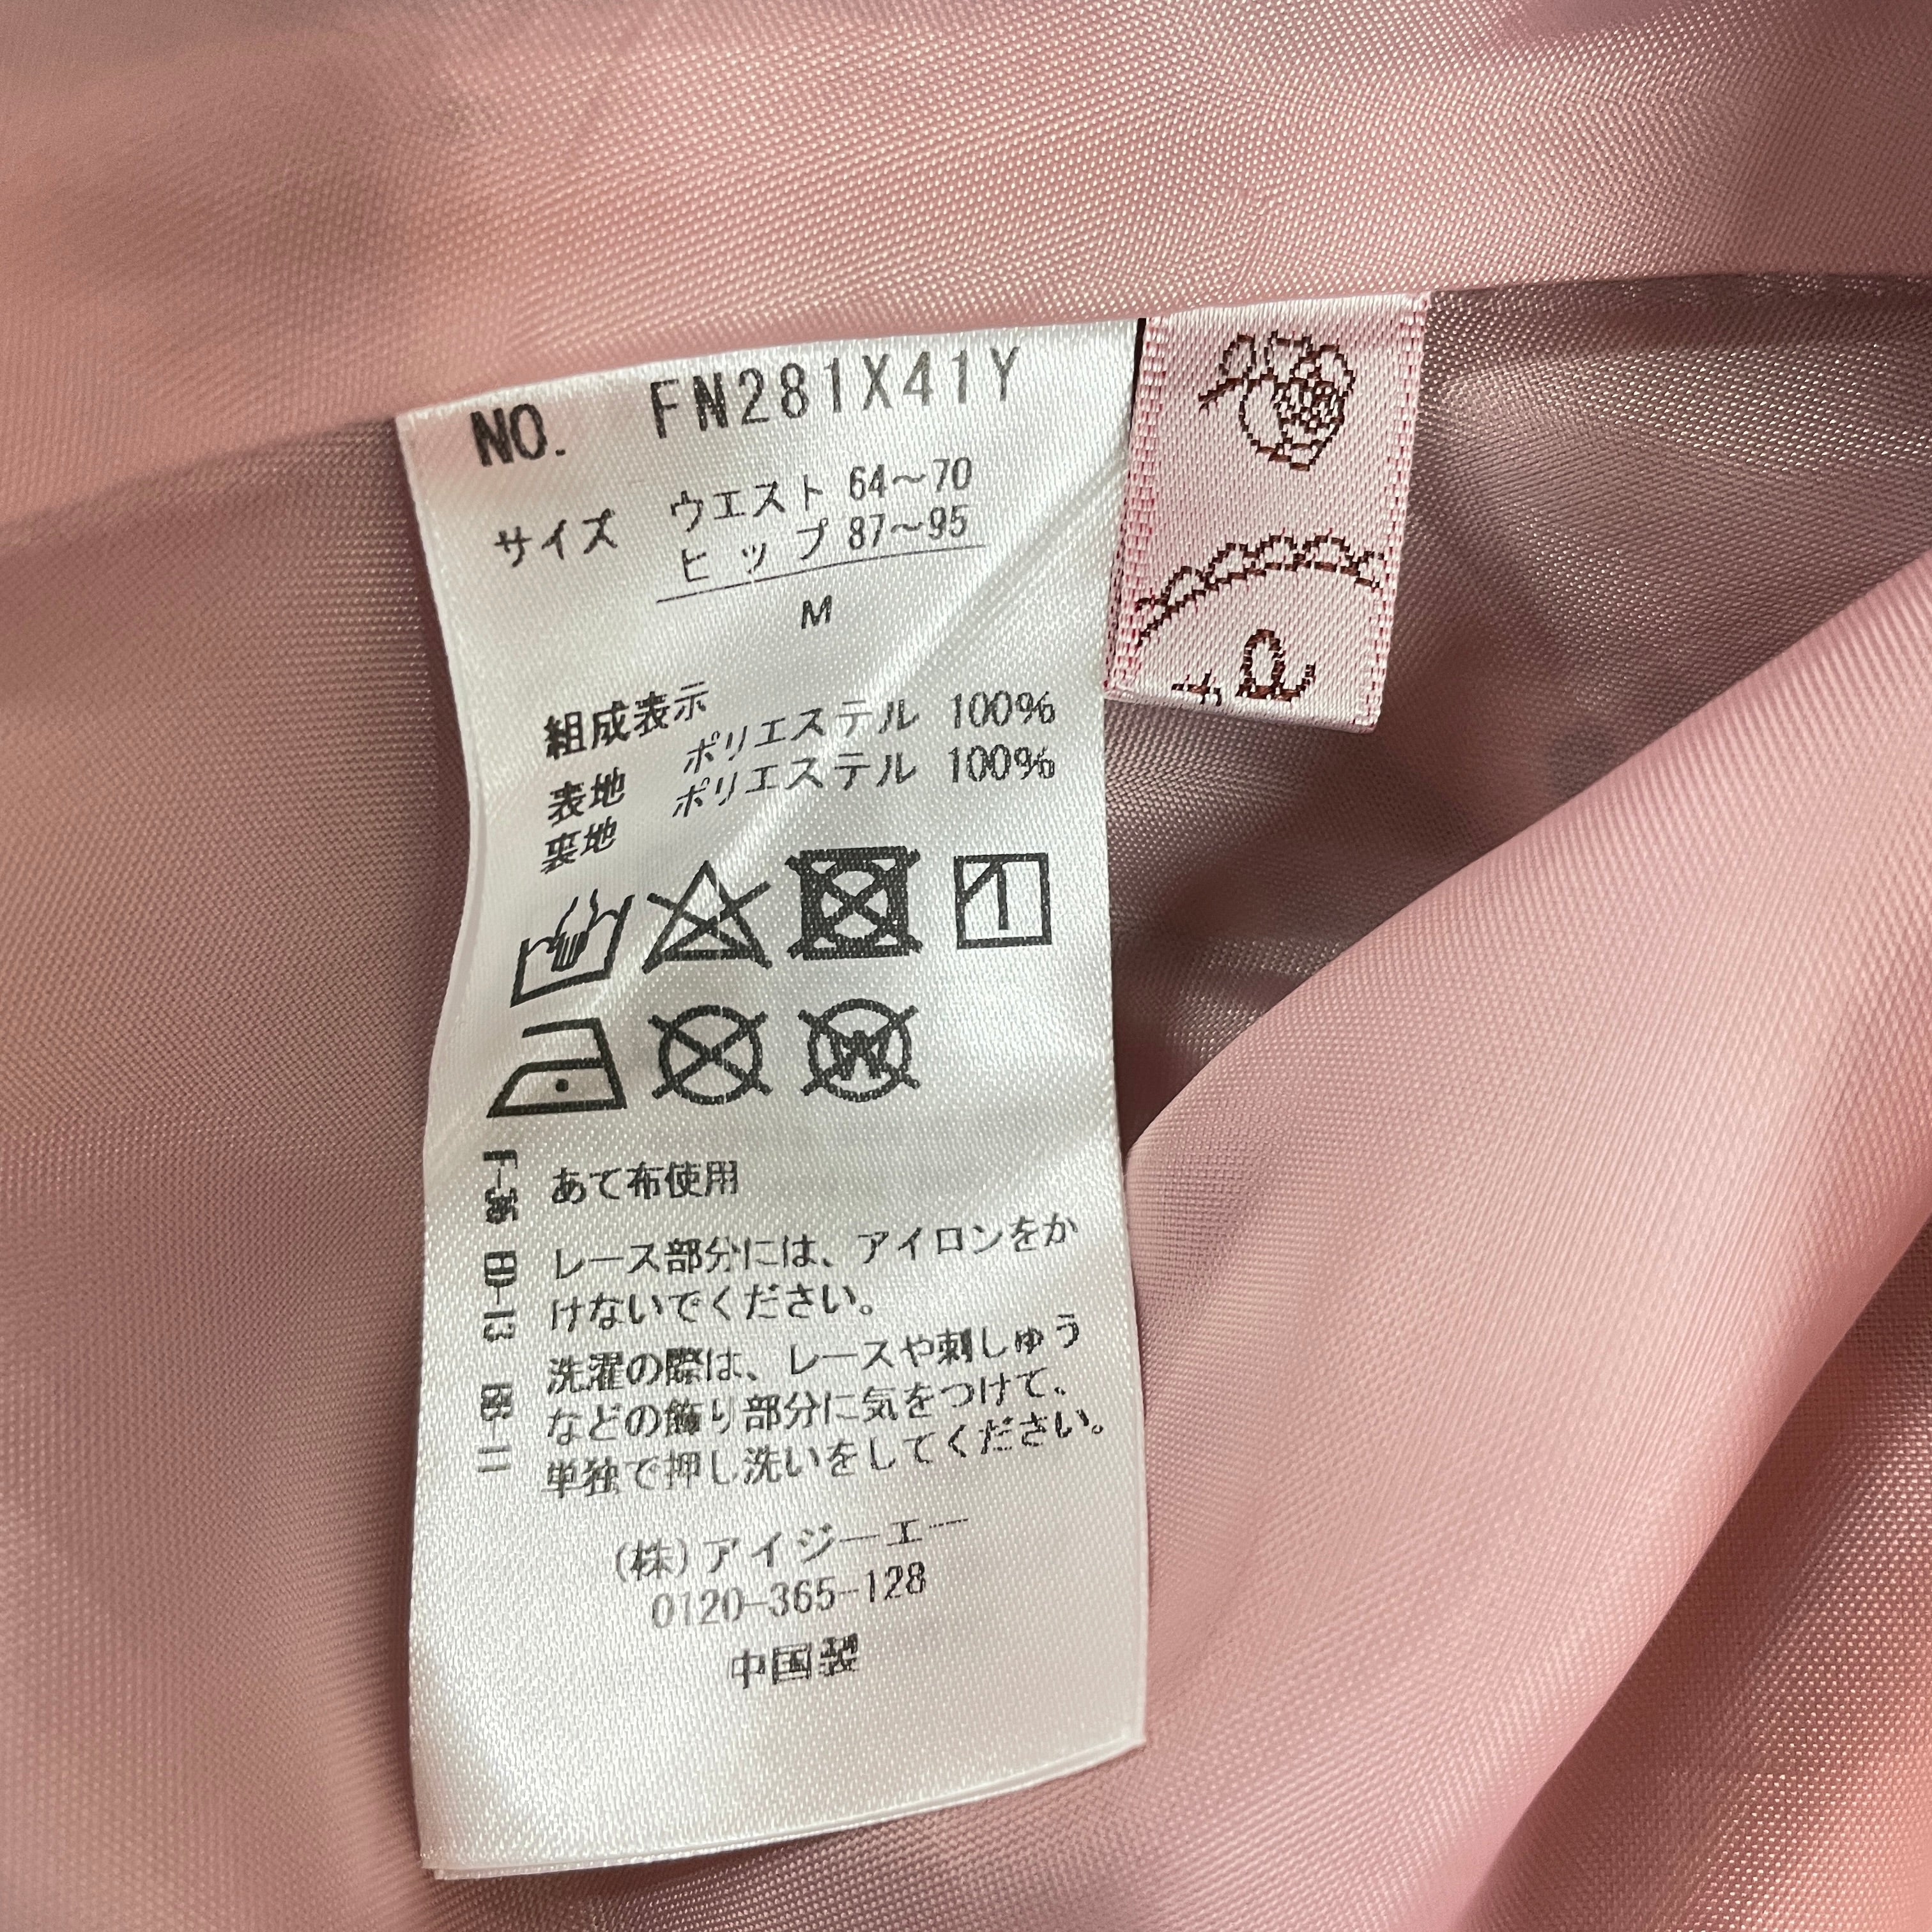 NO. FN281X41Y
サイズ ウエスト 64～70
ヒップ 87～95
M
組成表示
表地 ポリエステル 100%
裏地 ポリエステル 100%
W
あて布使用
レース部分には、アイロンをか
けないでください。
洗濯の際は、レースや刺しゅう
などの飾り部分に気をつけて、
単独で押し洗いをしてください。
(株)アイジーエー
0120-365-128
中国製